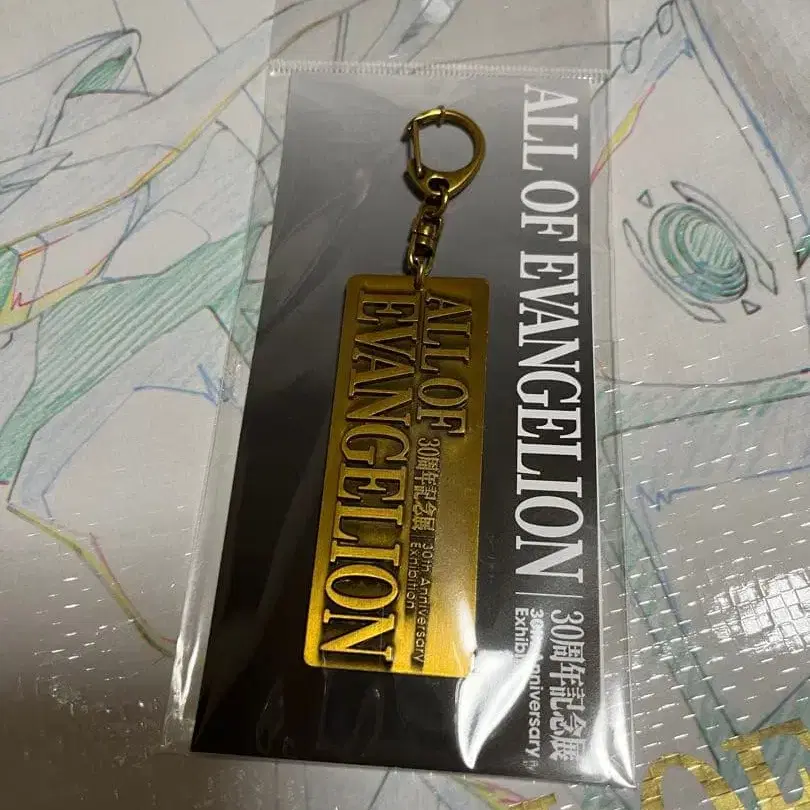 ALL OF
EVANGELION
30周年記念展
30th Anniversary
Exhibition
ALL OF EVANGELION
30周年記念展
30th Anniversary